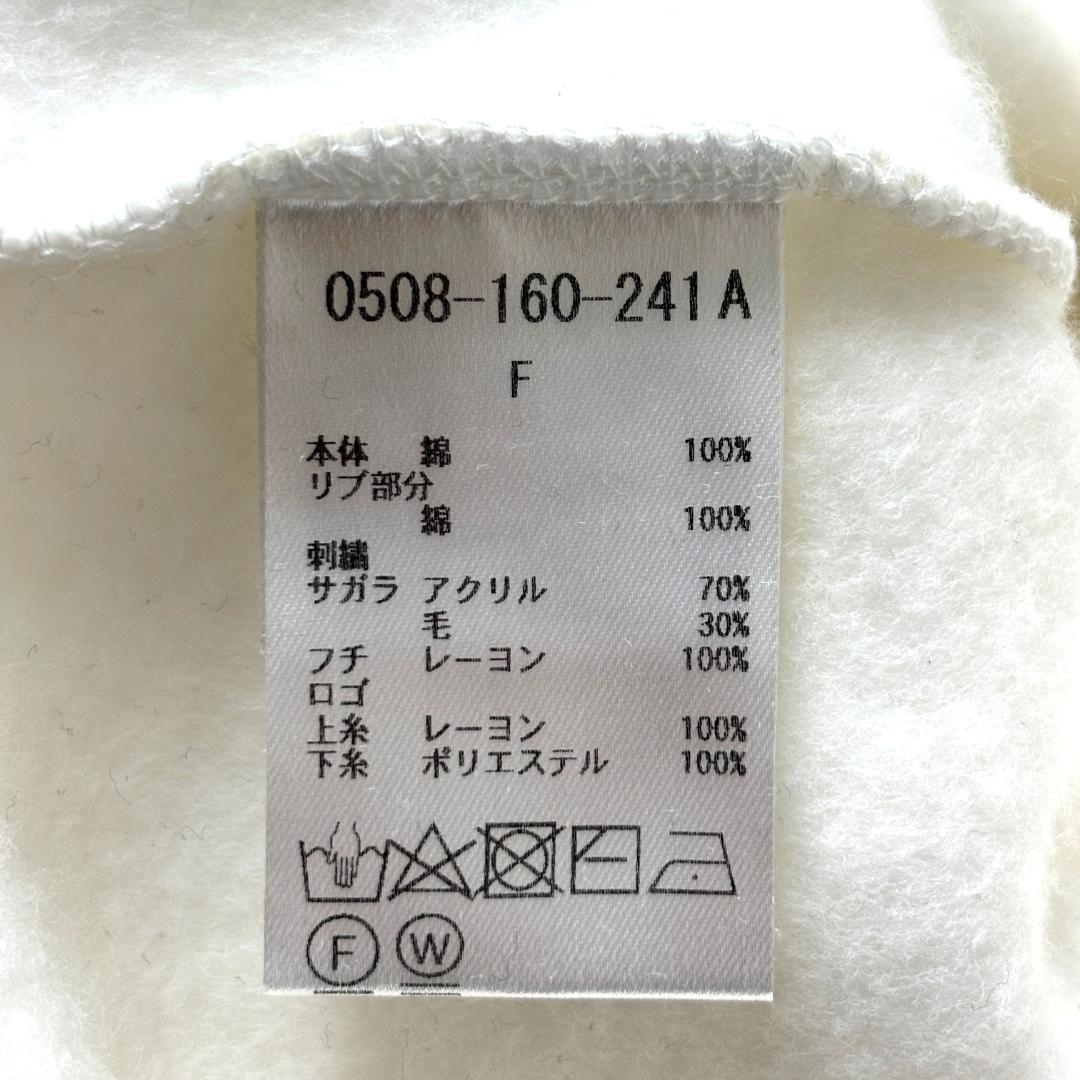 0508-160-241A
F
本体 綿 100%
リブ部分
綿 100%
刺繍
サガラ アクリル 70%
毛 30%
フチ レーヨン 100%
ロゴ
上糸 レーヨン 100%
下糸 ポリエステル 100%
F W